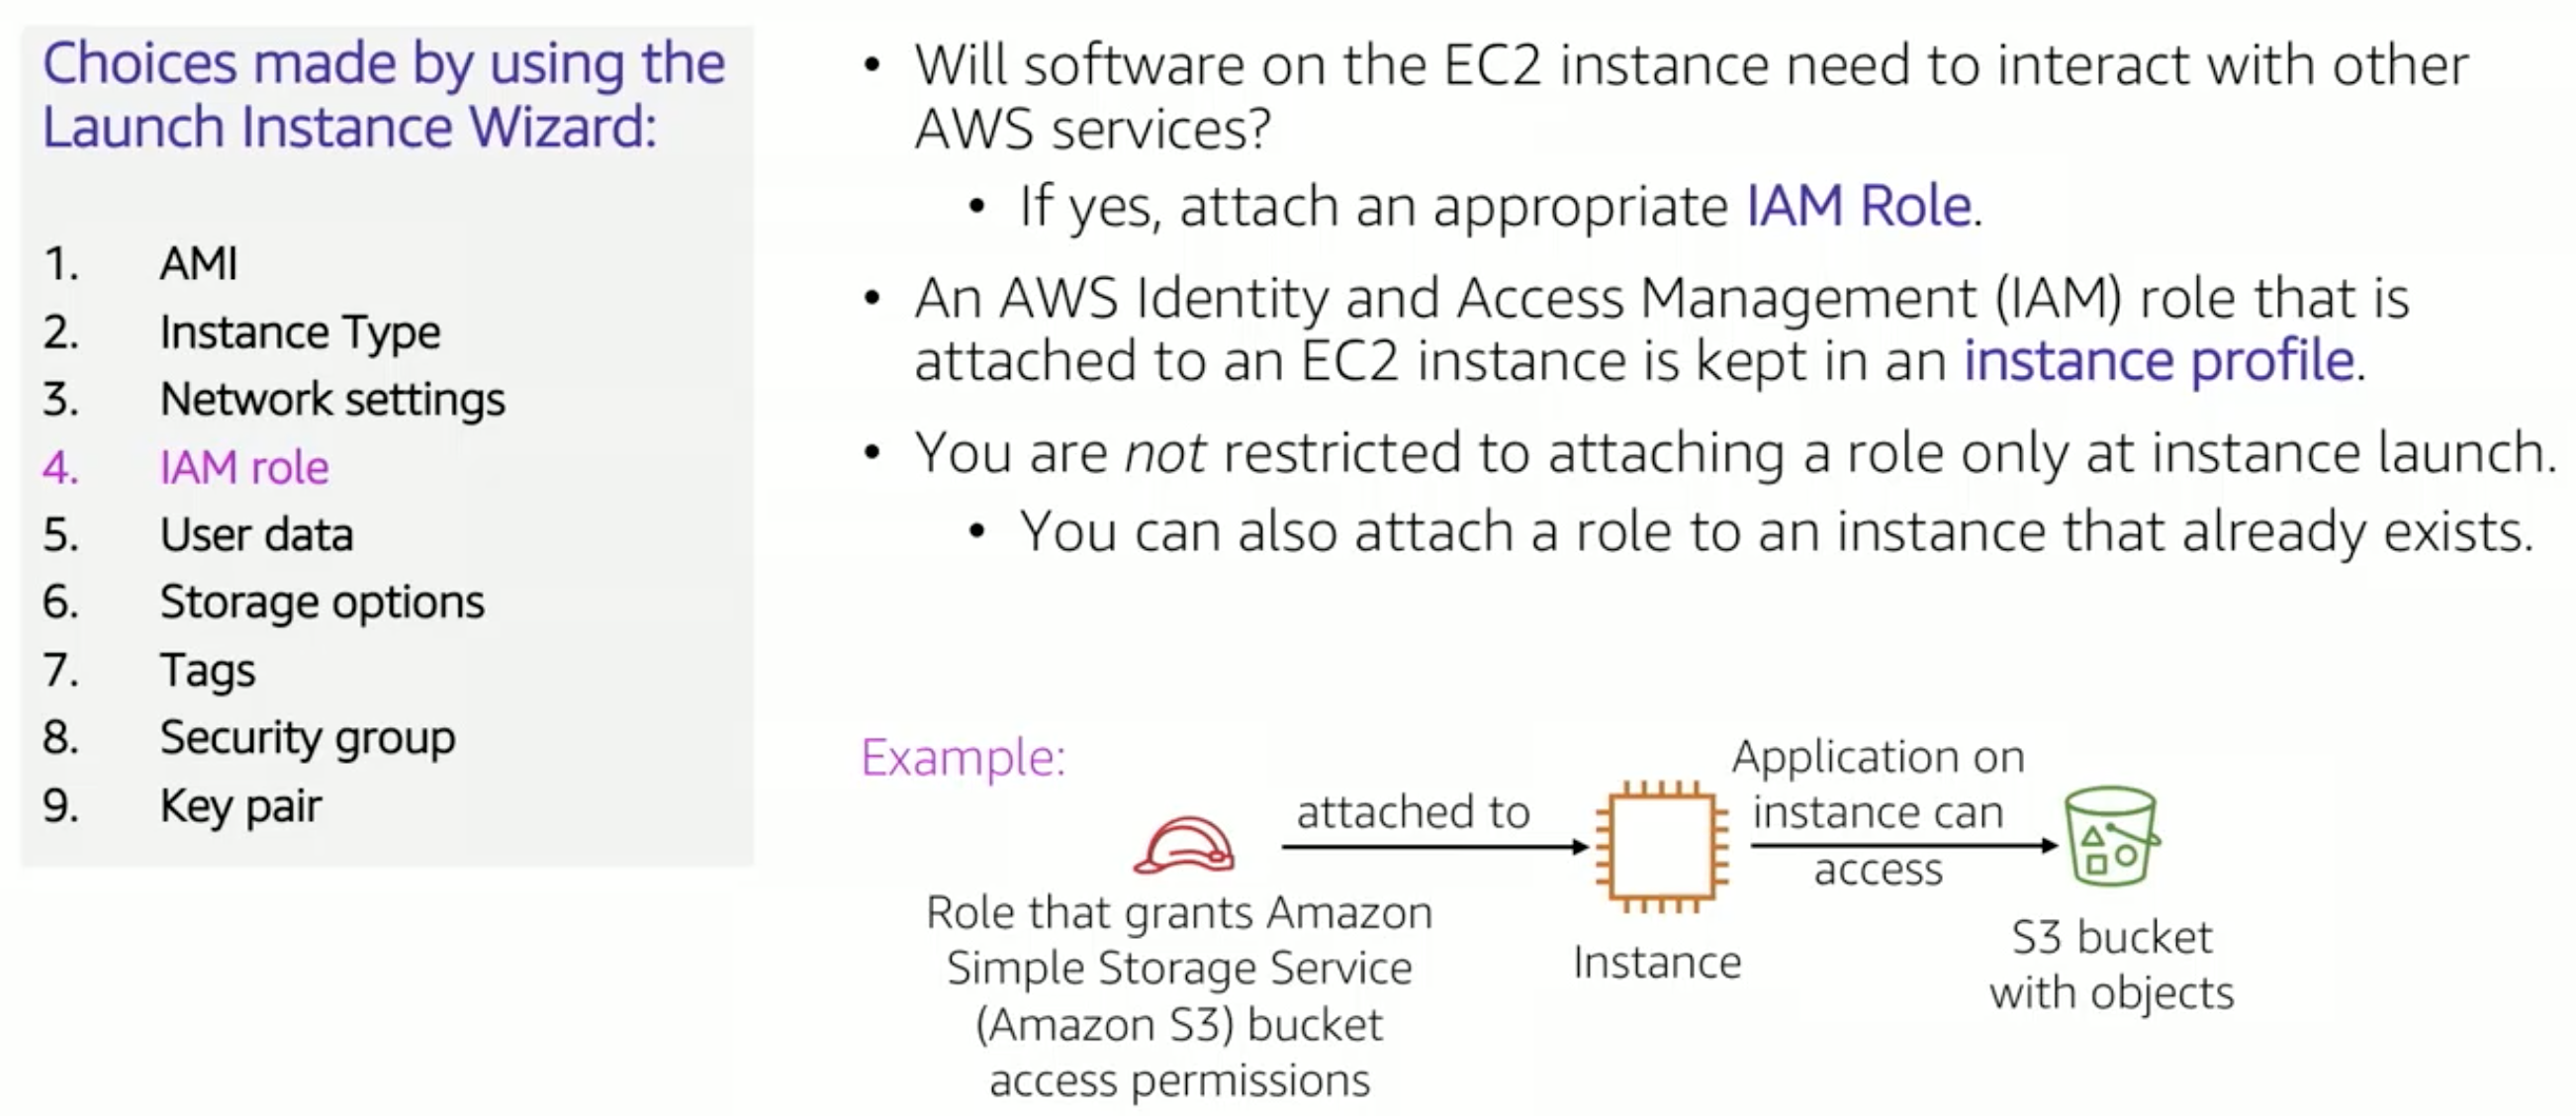 Choices made by using the
Launch Instance Wizard:
1. AMI
2. Instance Type
3. Network settings
4. IAM role
5. User data
6. Storage options
7. Tags
8. Security group
9. Key pair
• Will software on the EC2 instance need to interact with other
AWS services?
• If yes, attach an appropriate IAM Role.
• An AWS Identity and Access Management (IAM) role that is
attached to an EC2 instance is kept in an instance profile.
• You are not restricted to attaching a role only at instance launch.
• You can also attach a role to an instance that already exists.
Example:
Role that grants Amazon
Simple Storage Service
(Amazon S3) bucket
access permissions
attached to
Instance
Application on
instance can
access
S3 bucket
with objects